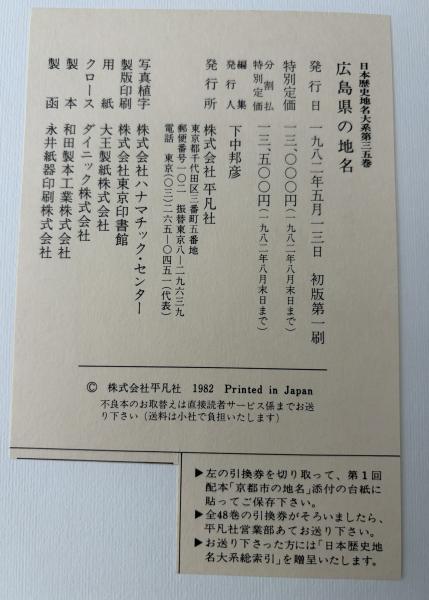 日本歴史地名大系第三五巻
広島県の地名
発行日 一九八二年五月一三日 初版第一刷
特別定価 一三、〇〇〇円(一九八二年八月末日まで)
分割払特別定価 一三、五〇〇円(一九八二年八月末日まで)
編集発行人 下中邦彦
発行所 株式会社 平凡社
東京都千代田区三番町五番地
郵便番号一〇二 振替東京八―二九六三九
電話 東京(〇三)二六五―〇四五一(代表)
写真植字 株式会社ハナマチック・センター
製版印刷 株式会社東京印書館
用紙 大王製紙株式会社
クロース ダイニック株式会社
製本 和田製本工業株式会社
製函 永井紙器印刷株式会社
© 株式会社平凡社 1982 Printed in Japan
不良本のお取替えは直接読者サービス係までお送
り下さい(送料は小社で負担いたします)
▶左の引換券を切り取って、第1回
配本「京都市の地名」添付の台紙に
貼ってご保存下さい。
▶全48巻の引換券がそろいましたら、
平凡社営業部あてお送り下さい。
▶お送り下さった方には「日本歴史地
名大系総索引」を贈呈いたします。